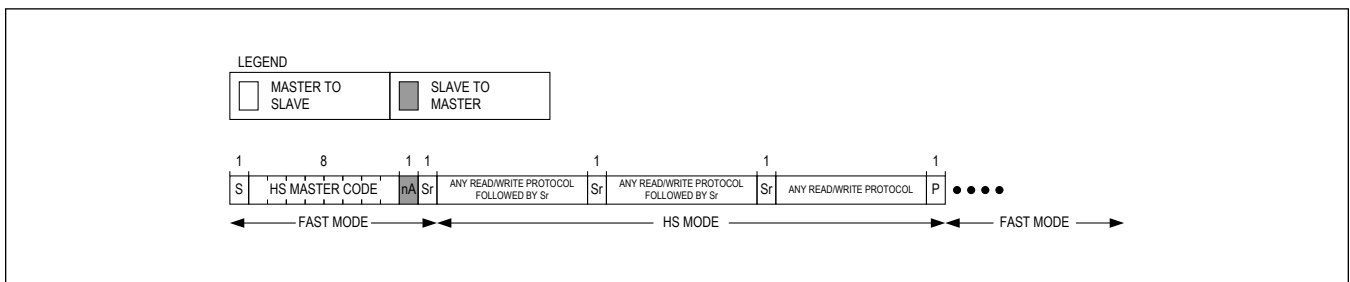 LEGEND
MASTER TO
SLAVE
SLAVE TO
MASTER
1 8 1 1 1 1 1
S HS MASTER CODE nA Sr ANY READ/WRITE PROTOCOL
FOLLOWED BY Sr Sr ANY READ/WRITE PROTOCOL
FOLLOWED BY Sr Sr ANY READ/WRITE PROTOCOL P
FAST MODE HS MODE FAST MODE